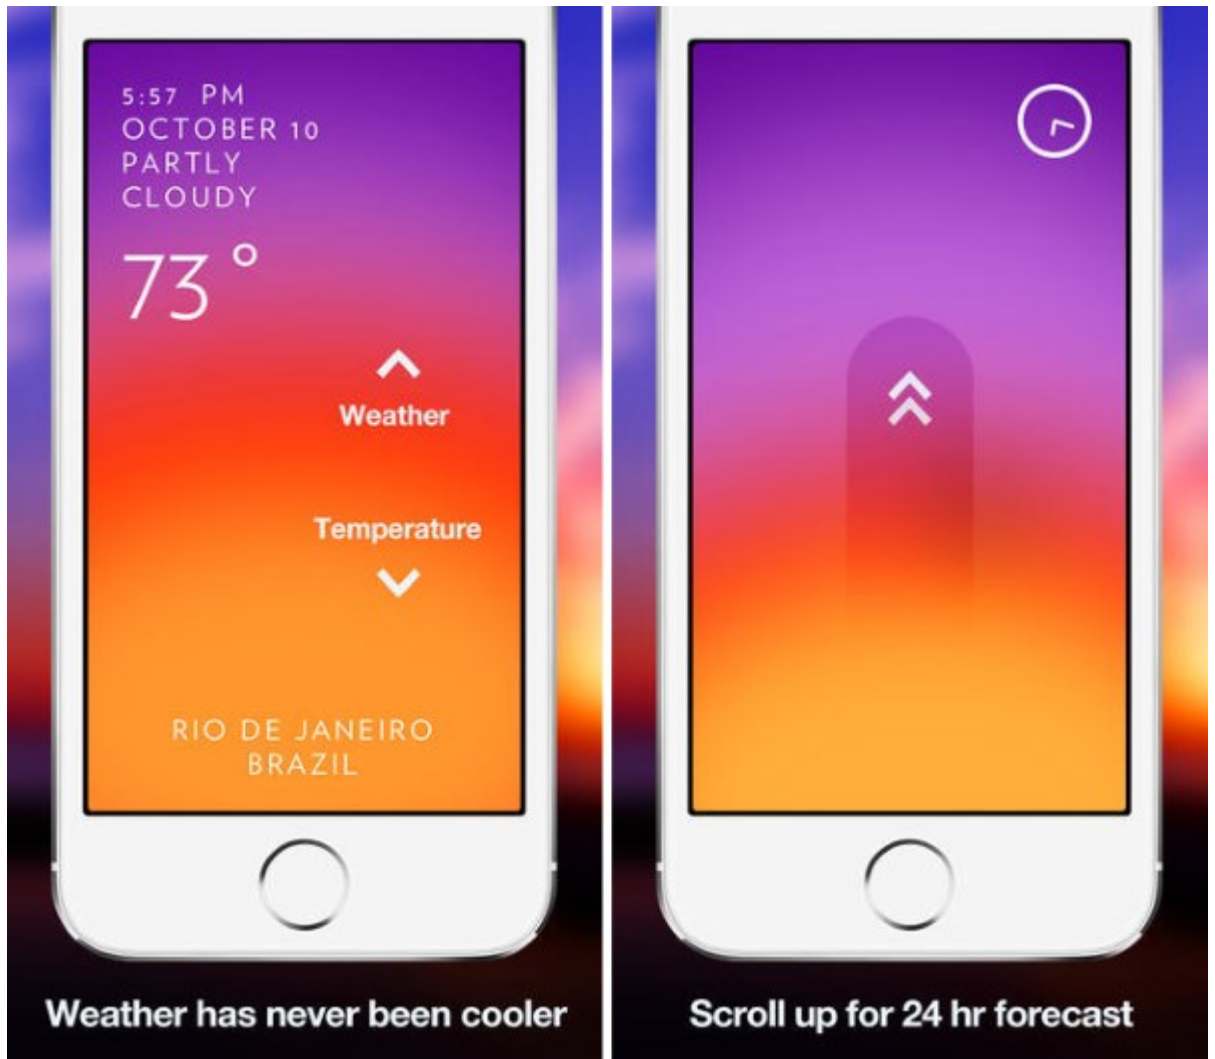 5:57 PM
OCTOBER 10
PARTLY
CLOUDY
73°
Weather
Temperature
RIO DE JANEIRO
BRAZIL
Weather has never been cooler
Scroll up for 24 hr forecast